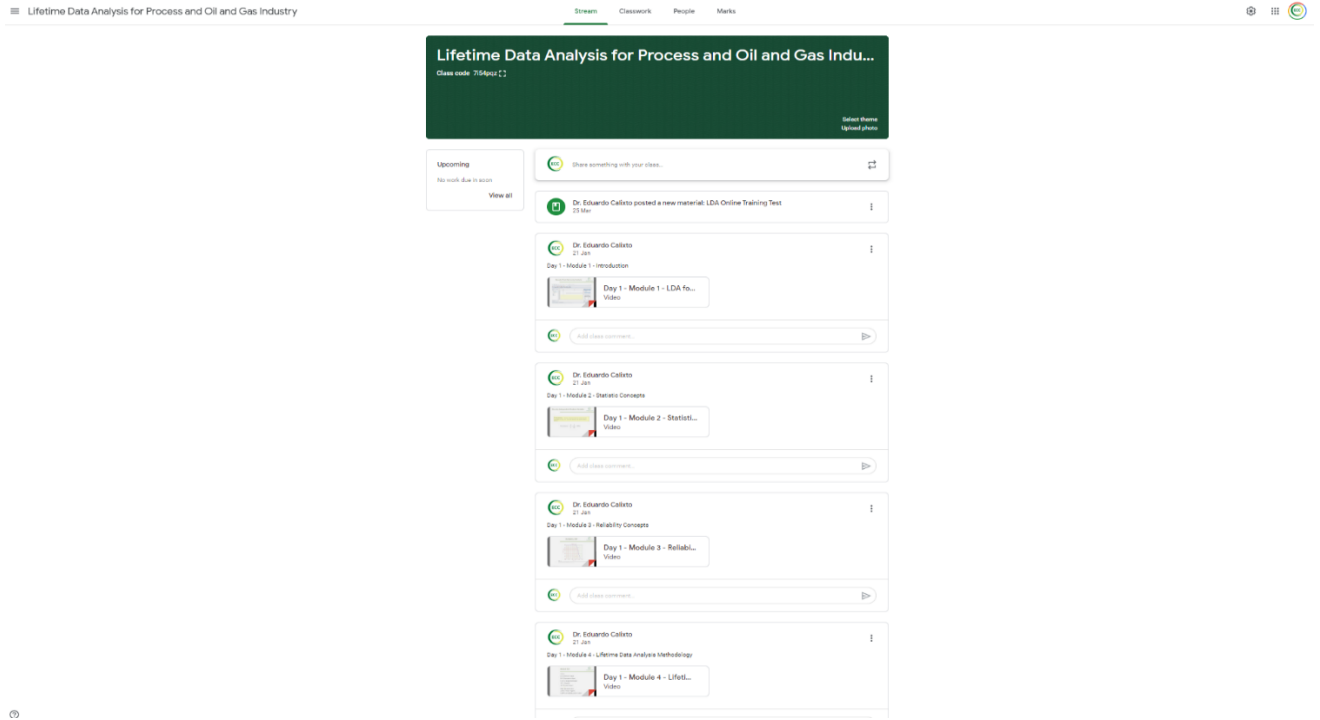 Lifetime Data Analysis for Process and Oil and Gas Industry
Stream Classwork People Marks
Lifetime Data Analysis for Process and Oil and Gas Indu...
Class code
Select theme
Upload photo
Upcoming
No work due in soon
View all
Share something with your class...
Dr. Eduardo Calixto posted a new material: LDA Online Training Test
25 Mar
Dr. Eduardo Calixto
21 Jan
Day 1 - Module 1 - Introduction
Day 1 - Module 1 - LDA fo...
Video
Add class comment...
Dr. Eduardo Calixto
21 Jan
Day 1 - Module 2 - Statistic Concepts
Day 1 - Module 2 - Statisti...
Video
Add class comment...
Dr. Eduardo Calixto
21 Jan
Day 1 - Module 3 - Reliability Concepts
Day 1 - Module 3 - Reliabi...
Video
Add class comment...
Dr. Eduardo Calixto
21 Jan
Day 1 - Module 4 - Lifetime Data Analysis Methodology
Day 1 - Module 4 - Lifeti...
Video